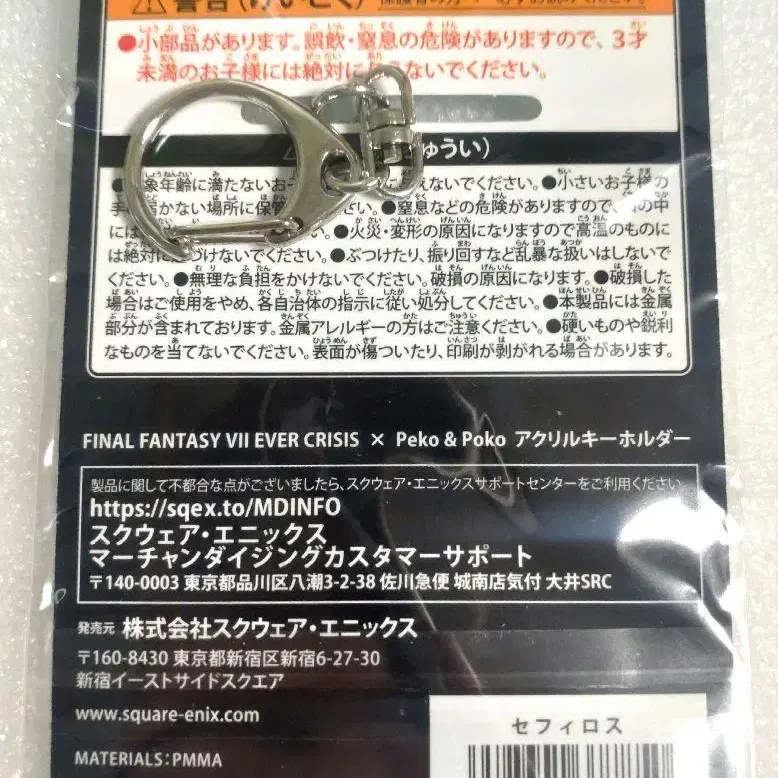 警告(けいこく)
●小部品があります。誤飲・窒息の危険がありますので、3才
未満のお子様には絶対に
ないでください。
ゅうい)
象年齢に満たないお子
えないでください。●小さいお子様の
手
かない場所に保管
さい。●窒息などの危険がありますので、
の中
には
●火災・変形の原因になりますので高温のものに
は絶対に
づけないでください。●ぶつけたり、振り回すなど乱暴な扱いはしないで
ください。●無理な負担をかけないでください。破損の原因になります。●破損した
場合はご使用をやめ、各自治体の指示に従い処分してください。●本製品には金属
部分が含まれております。金属アレルギーの方はご注意ください。●硬いものや鋭利
なものを当てないでください。表面が傷ついたり、印刷が剥がれる場合があります。
FINAL FANTASY VII EVER CRISIS × Peko & Poko アクリルキーホルダー
製品に関して不都合な点がございましたら、スクウェア・エニックスサポートセンターをご利用ください。
https://sqex.to/MDINFO
スクウェア・エニックス
マーチャンダイジングカスタマーサポート
〒140-0003 東京都品川区八潮3-2-38 佐川急便 城南店気付 大井SRC
発売元 株式会社スクウェア・エニックス
〒160-8430 東京都新宿区新宿6-27-30
新宿イーストサイドスクエア
www.square-enix.com
セフィロス
MATERIALS:PMMA